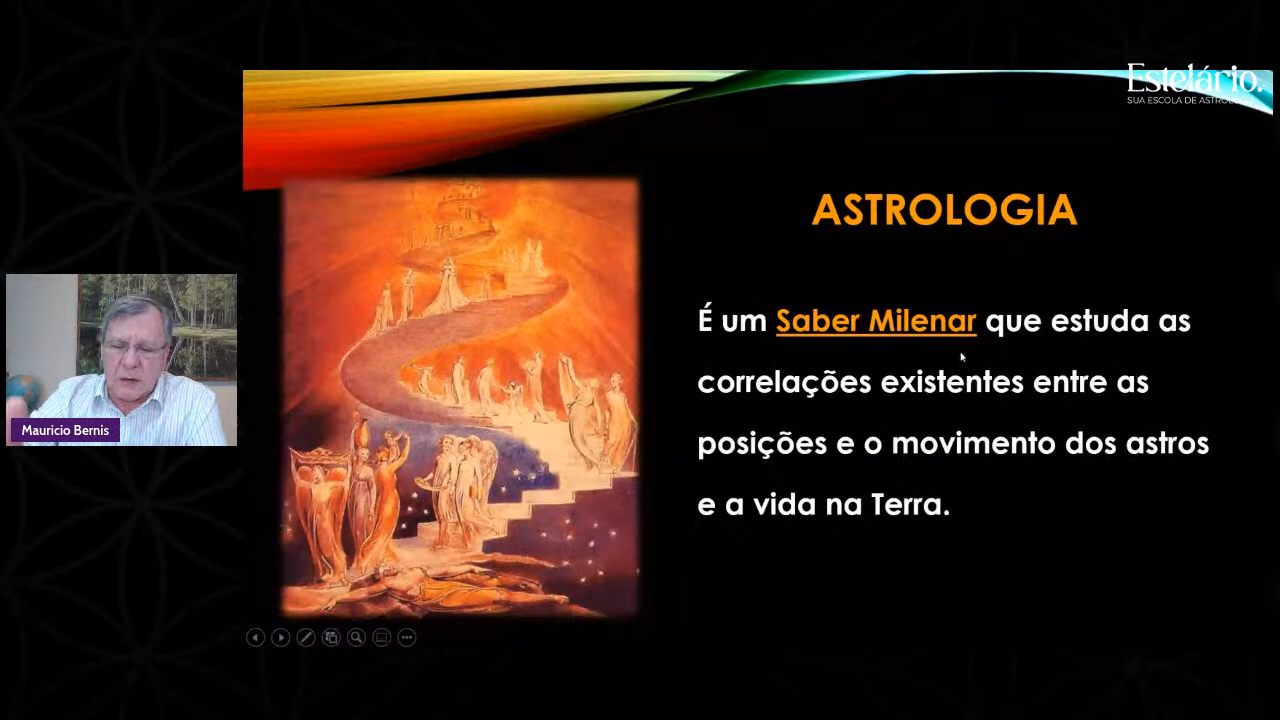 Estelário.
SUA ESCOLA DE ASTROLOGIA
ASTROLOGIA
É um Saber Milenar que estuda as
correlações existentes entre as
posições e o movimento dos astros
e a vida na Terra.
Mauricio Bernis